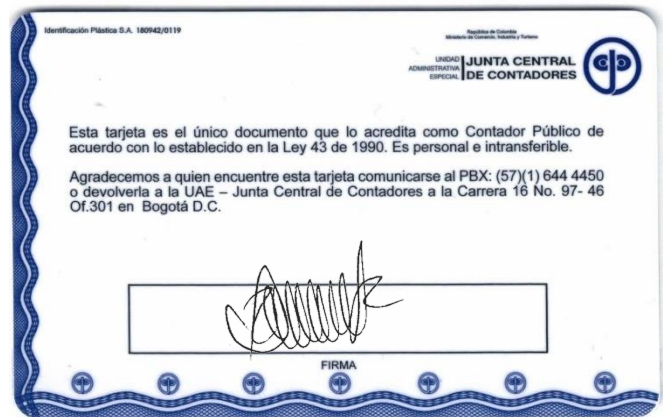 Identificación Plástica S.A. 180942/0119
República de Colombia
Ministerio de Comercio, Industria y Turismo
UNIDAD
ADMINISTRATIVA
ESPECIAL
JUNTA CENTRAL
DE CONTADORES
Esta tarjeta es el único documento que lo acredita como Contador Público de
acuerdo con lo establecido en la Ley 43 de 1990. Es personal e intransferible.
Agradecemos a quien encuentre esta tarjeta comunicarse al PBX: (57)(1) 644 4450
o devolverla a la UAE – Junta Central de Contadores a la Carrera 16 No. 97- 46
Of.301 en Bogotá D.C.
FIRMA